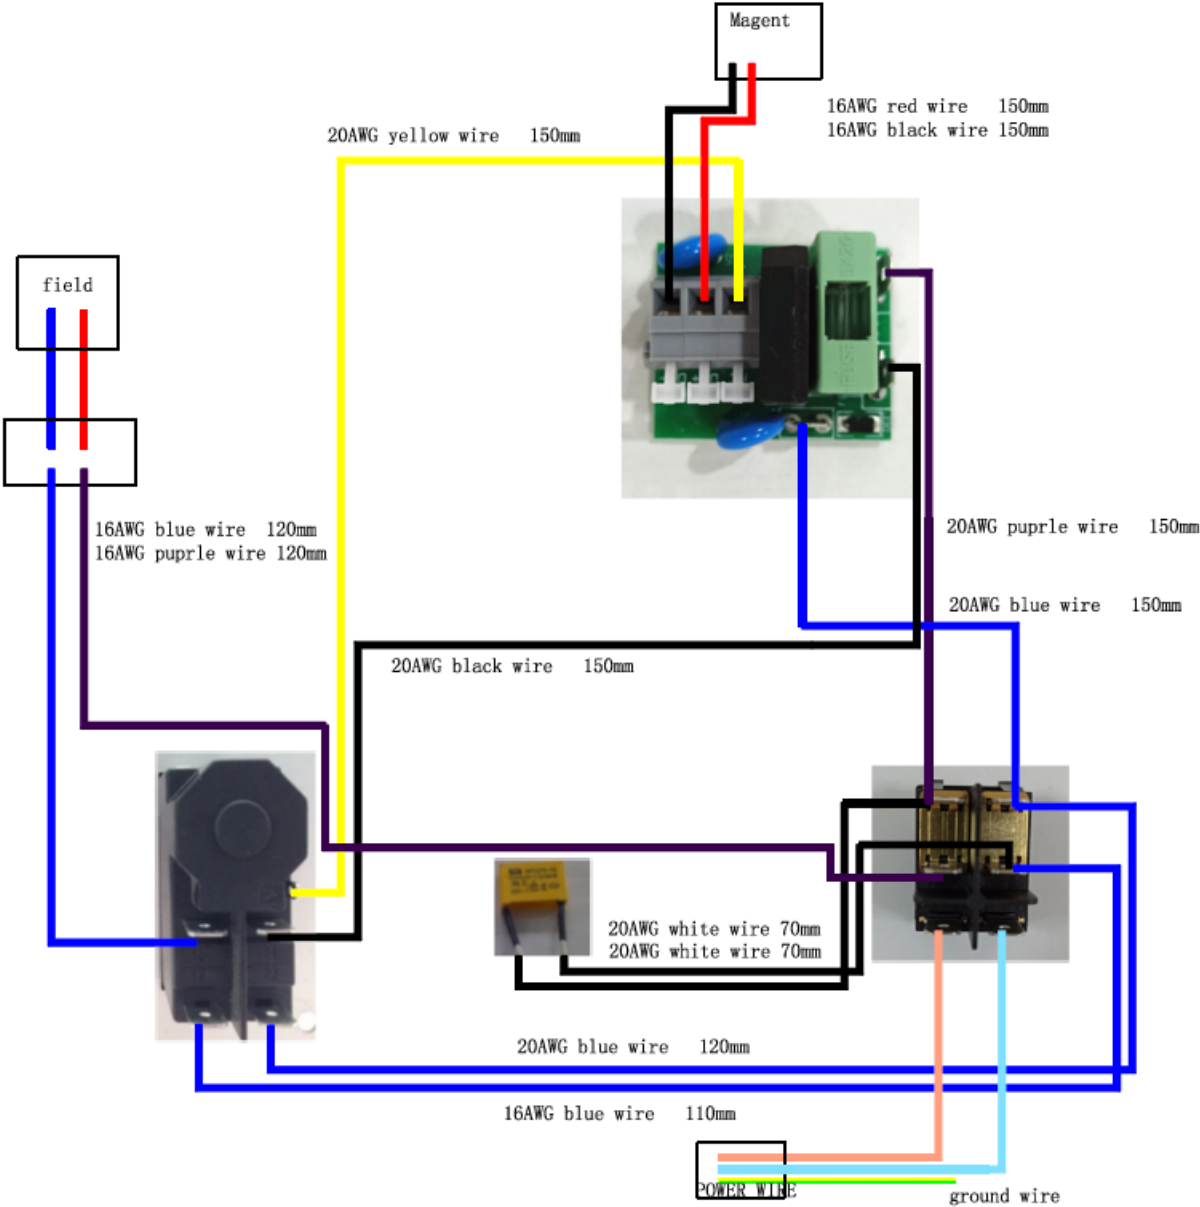 Magent
16AWG red wire 150mm
16AWG black wire 150mm
20AWG yellow wire 150mm
field
16AWG blue wire 120mm
16AWG puprle wire 120mm
20AWG puprle wire 150mm
20AWG blue wire 150mm
20AWG black wire 150mm
20AWG white wire 70mm
20AWG white wire 70mm
20AWG blue wire 120mm
16AWG blue wire 110mm
POWER WIRE
ground wire